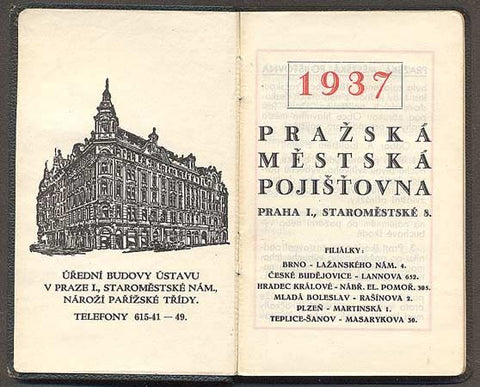 ÚŘEDNÍ BUDOVY ÚSTAVU
V PRAZE I., STAROMĚSTSKÉ NÁM.,
NÁROŽÍ PAŘÍŽSKÉ TŘÍDY.
TELEFONY 615-41 — 49.
1937
PRAŽSKÁ
MĚSTSKÁ
POJIŠŤOVNA
PRAHA I., STAROMĚSTSKÉ 8.
FILIÁLKY:
BRNO - LAŽANSKÉHO NÁM. 4.
ČESKÉ BUDĚJOVICE - LANNOVA 652.
HRADEC KRÁLOVÉ - NÁBŘ. EL. POMOŘ. 305.
MLADÁ BOLESLAV - RAŠÍNOVA 2.
PLZEŇ - MARTINSKÁ 1.
TEPLICE-ŠANOV - MASARYKOVA 30.